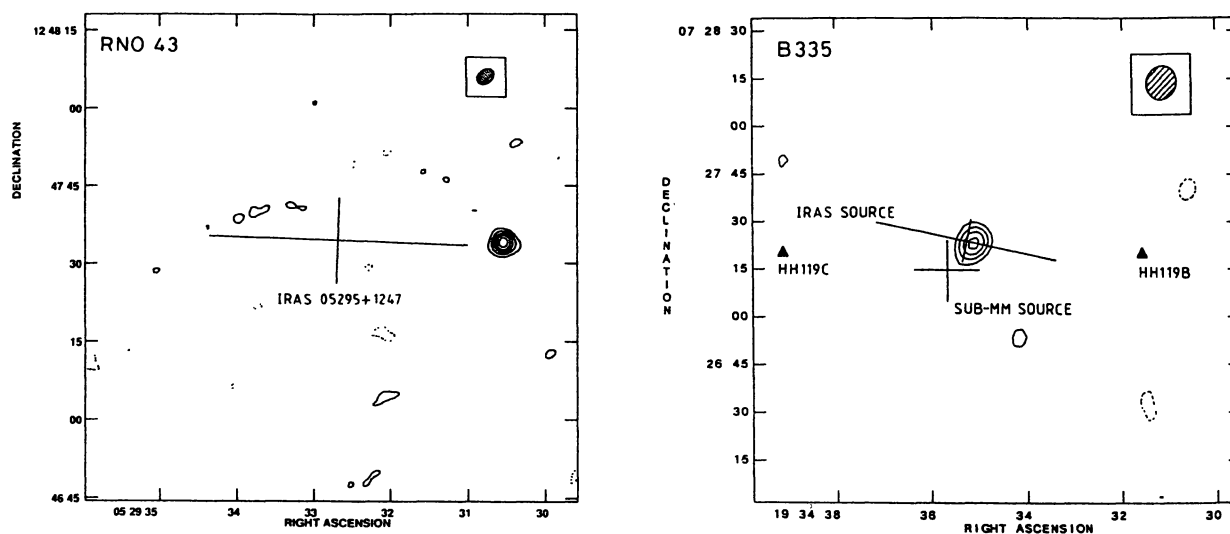 RNO 43
12 48 15
00
47 45
30
15
00
46 45
DECLINATION
IRAS 05295+1247
05 29 35
34
33
32
31
30
RIGHT ASCENSION
B335
07 28 30
15
00
27 45
30
15
00
26 45
30
15
DECLINATION
IRAS SOURCE
HH119C
HH119B
SUB-MM SOURCE
19 34 38
36
34
32
30
RIGHT ASCENSION